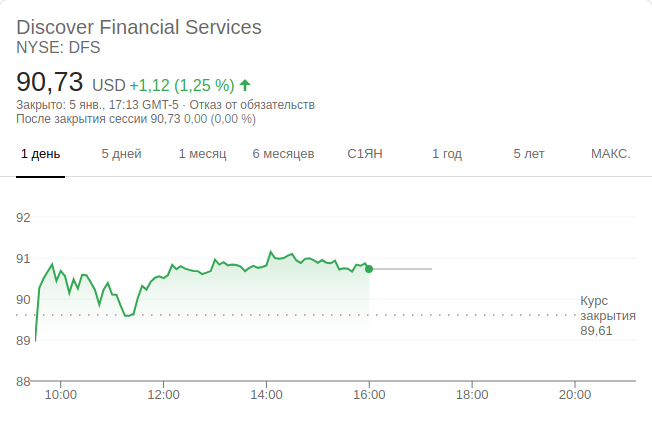 Discover Financial Services
NYSE: DFS
90,73 USD +1,12 (1,25 %)
Закрыто: 5 янв., 17:13 GMT-5 · Отказ от обязательств
После закрытия сессии 90,73 0,00 (0,00 %)
1 день 5 дней 1 месяц 6 месяцев С1ЯН 1 год 5 лет МАКС.
92
91
90
89
88
Курс
закрытия
89,61
10:00 12:00 14:00 16:00 18:00 20:00